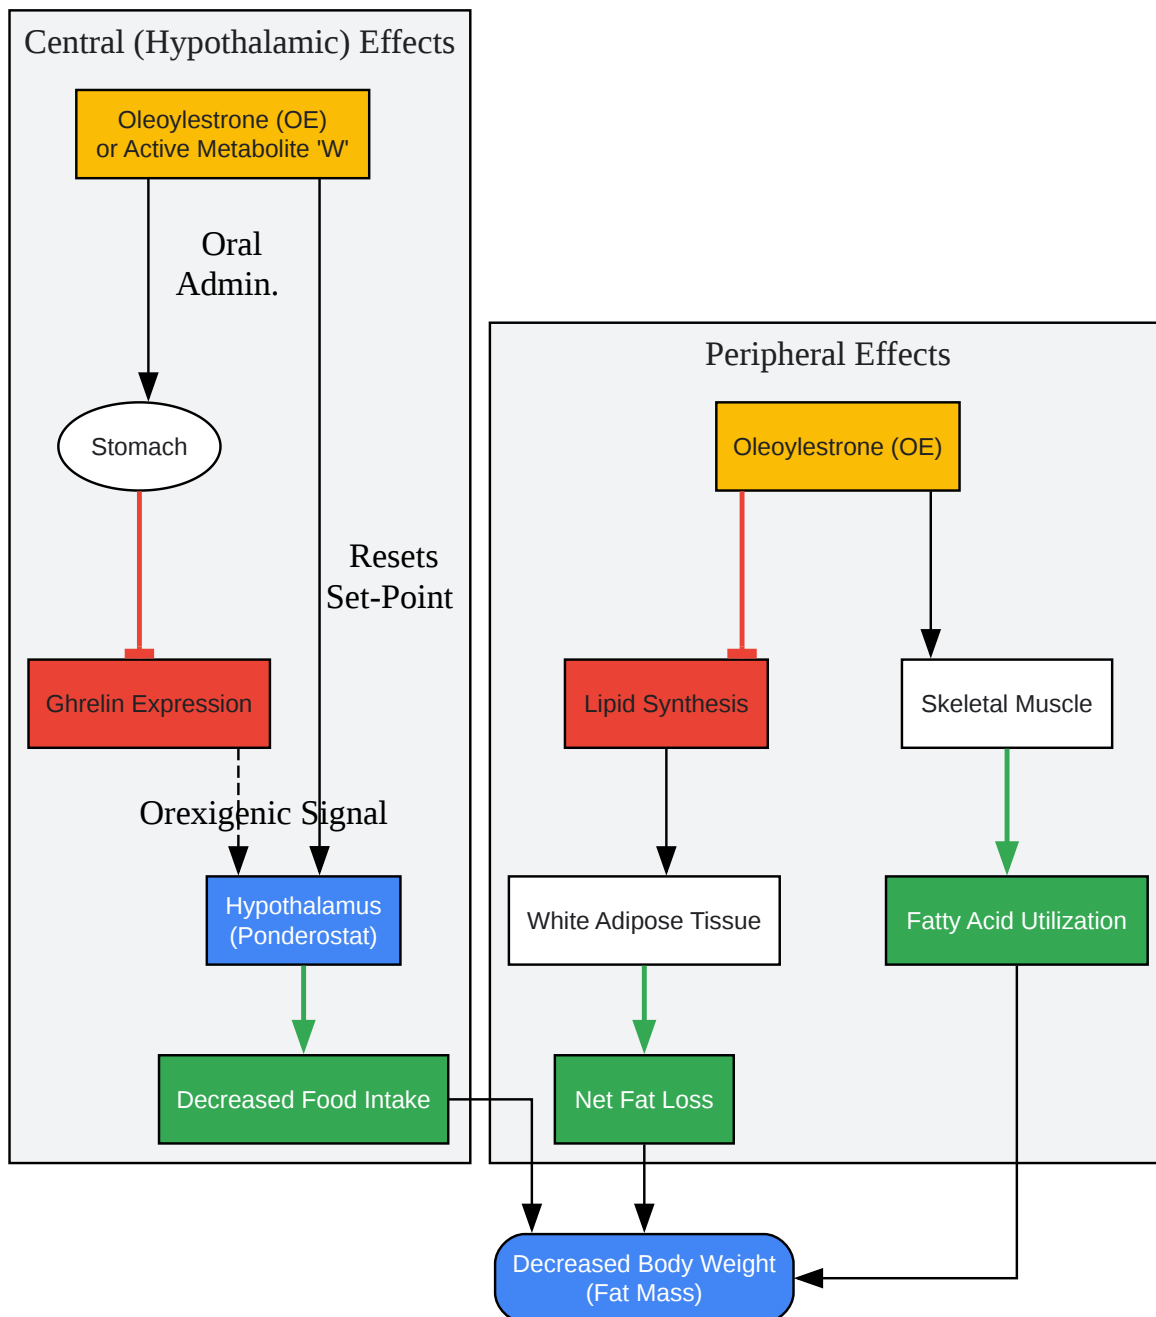 Central (Hypothalamic) Effects
Oleoylestrone (OE)
or Active Metabolite 'W'
Oral
Admin.
Stomach
Resets
Set-Point
Ghrelin Expression
Orexigenic Signal
Hypothalamus
(Ponderostat)
Decreased Food Intake
Peripheral Effects
Oleoylestrone (OE)
Lipid Synthesis
Skeletal Muscle
White Adipose Tissue
Fatty Acid Utilization
Net Fat Loss
Decreased Body Weight
(Fat Mass)